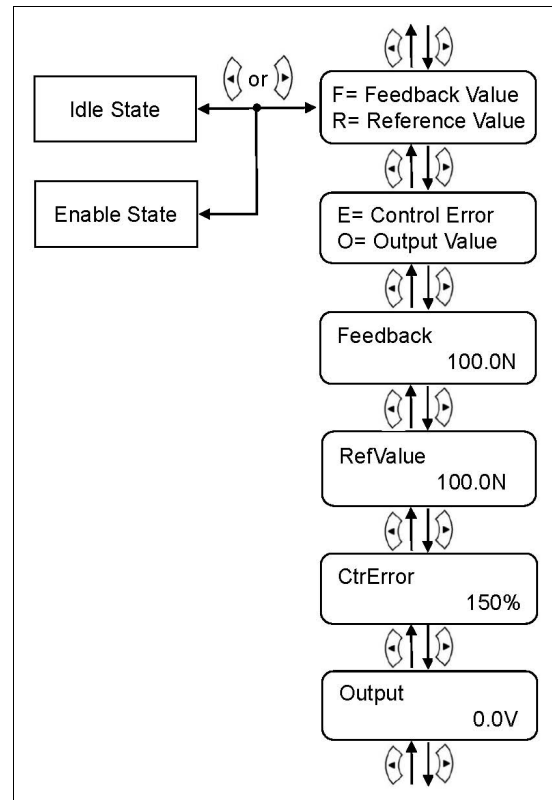 or
Idle State
Enable State
F= Feedback Value
R= Reference Value
E= Control Error
O= Output Value
Feedback
100.0N
RefValue
100.0N
CtrError
150%
Output
0.0V